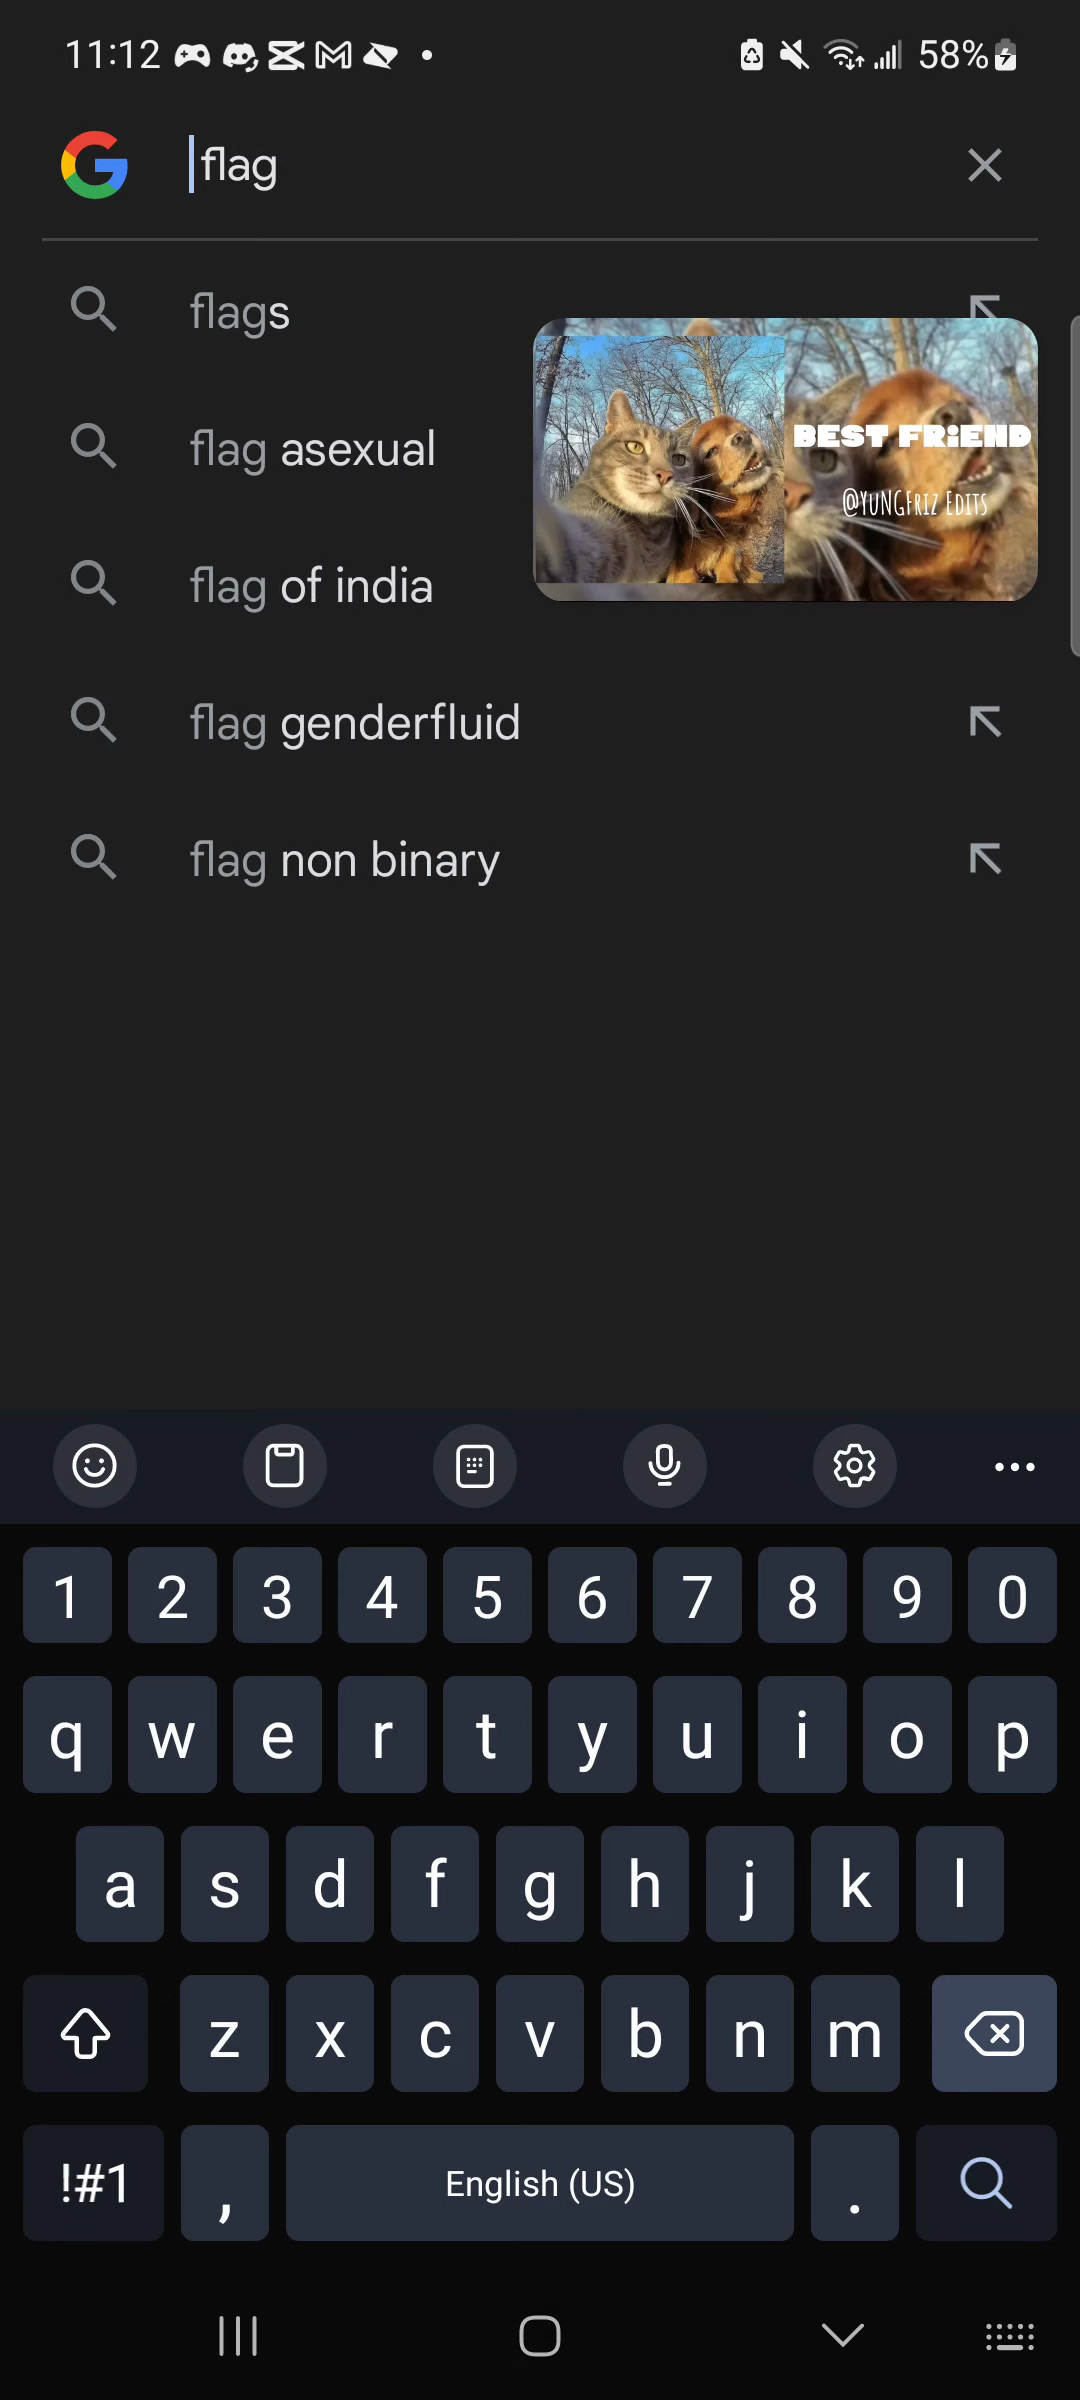 11:12 58%
flag
flags
flag asexual
BEST FRiEND
@YuNGFriz Edits
flag of india
flag genderfluid
flag non binary
1 2 3 4 5 6 7 8 9 0
q w e r t y u i o p
a s d f g h j k l
z x c v b n m
!#1 , English (US) .